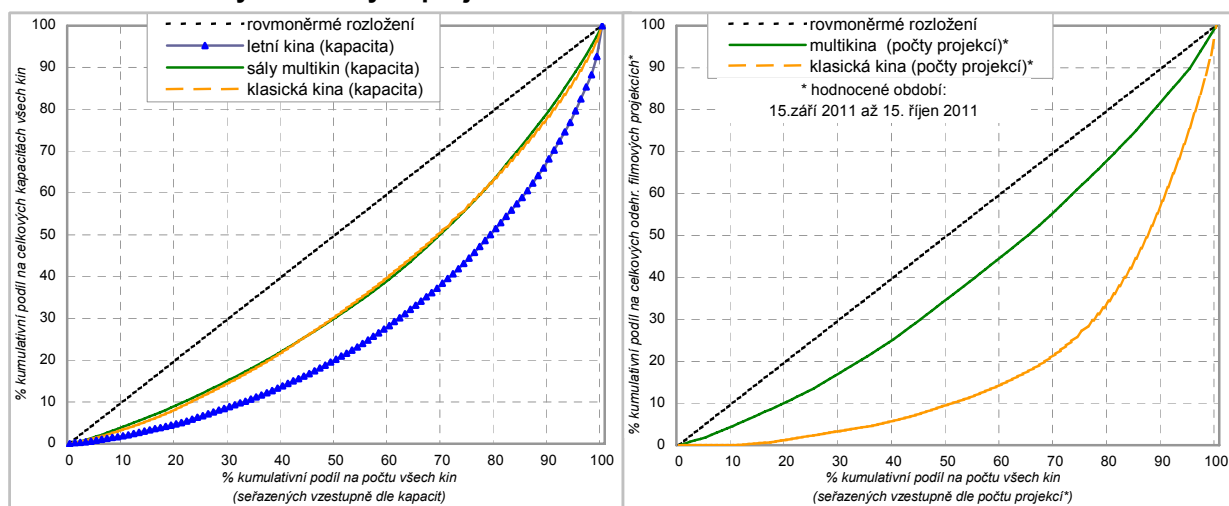 rovmoněrmé rozložení
letní kina (kapacita)
sály multikin (kapacita)
klasická kina (kapacita)
% kumulativní podíl na celkových kapacitách všech kin
100
90
80
70
60
50
40
30
20
10
0
0 10 20 30 40 50 60 70 80 90 100
% kumulativní podíl na počtu všech kin
(seřazených vzestupně dle kapacit)
rovmoněrmé rozložení
multikina (počty projekcí)*
klasická kina (počty projekcí)*
* hodnocené období:
15.září 2011 až 15. říjen 2011
% kumulativní podíl na celkových odehr. filmových projekcích*
100
90
80
70
60
50
40
30
20
10
0
0 10 20 30 40 50 60 70 80 90 100
% kumulativní podíl na počtu všech kin
(seřazených vzestupně dle počtu projekcí*)